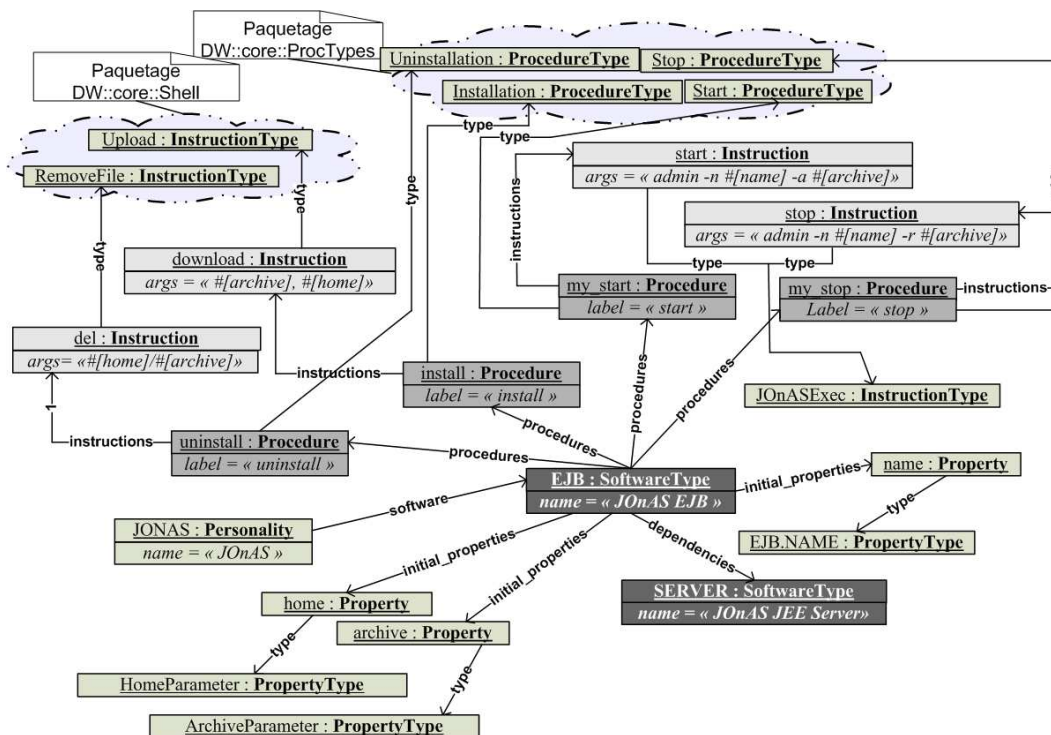 Paquetage
DW::core::ProcTypes
Paquetage
DW::core::Shell
Uninstallation : ProcedureType
Stop : ProcedureType
Installation : ProcedureType
Start : ProcedureType
Upload : InstructionType
RemoveFile : InstructionType
type
type
type
type
type
start : Instruction
args = « admin -n #[name] -a #[archive]»
stop : Instruction
args = « admin -n #[name] -r #[archive]»
instructions
type
type
download : Instruction
args = « #[archive], #[home]»
my_start : Procedure
label = « start »
my_stop : Procedure
Label = « stop »
instructions
del : Instruction
args= «#[home]/#[archive]»
instructions
install : Procedure
label = « install »
procedures
procedures
JOnASExec : InstructionType
1
instructions
uninstall : Procedure
label = « uninstall »
procedures
procedures
EJB : SoftwareType
name = « JOnAS EJB »
initial_properties
name : Property
type
software
JONAS : Personality
name = « JOnAS »
EJB.NAME : PropertyType
initial_properties
initial_properties
dependencies
SERVER : SoftwareType
name = « JOnAS JEE Server»
home : Property
archive : Property
type
type
HomeParameter : PropertyType
ArchiveParameter : PropertyType